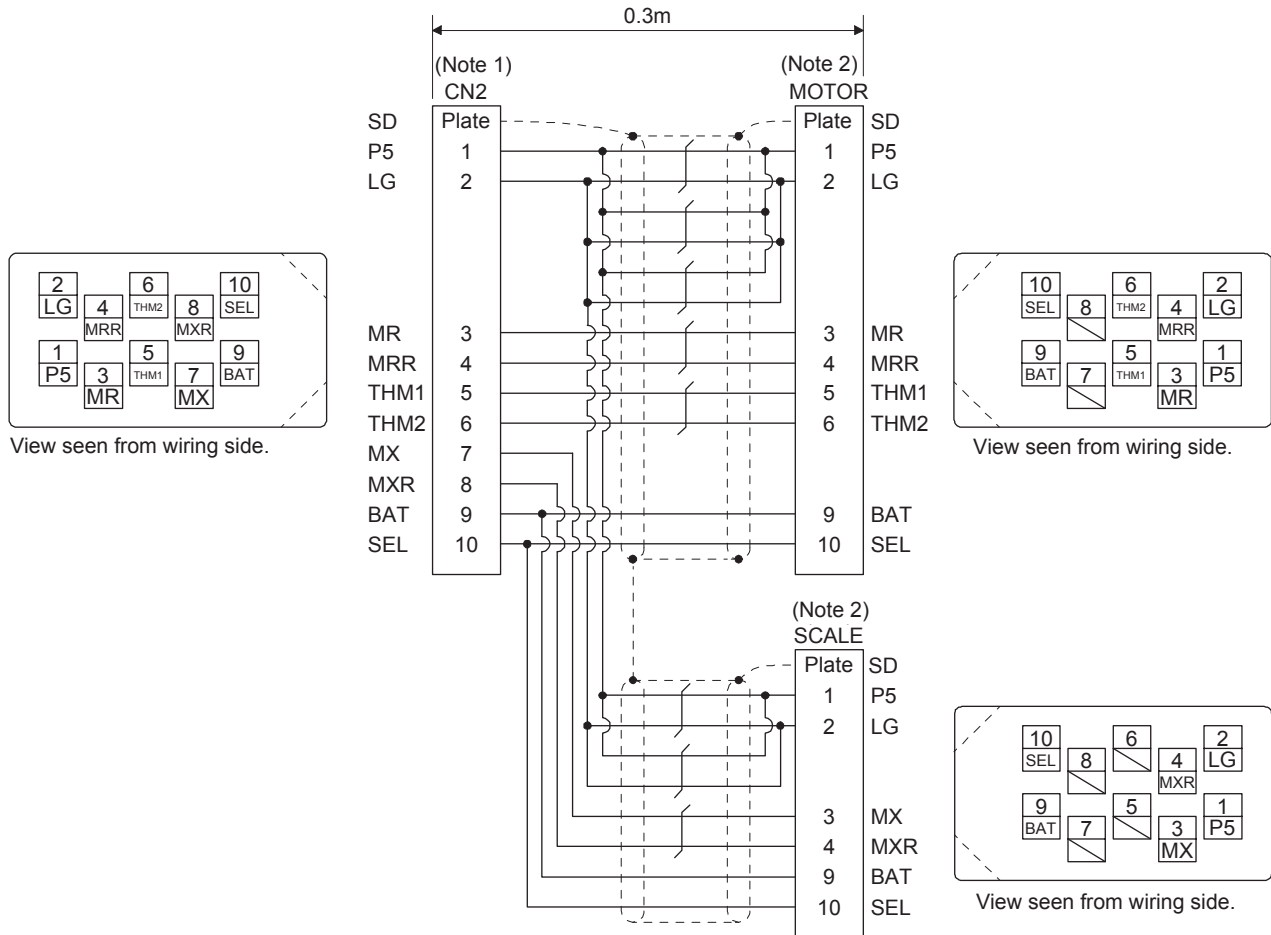 0.3m
(Note 1)
CN2
(Note 2)
MOTOR
SD Plate Plate SD
P5 1 1 P5
LG 2 2 LG
MR 3 3 MR
MRR 4 4 MRR
THM1 5 5 THM1
THM2 6 6 THM2
MX 7
MXR 8
BAT 9 9 BAT
SEL 10 10 SEL
2 6 10
LG 4 THM2 8 SEL
MRR MXR
1 5 9
P5 3 THM1 7 BAT
MR MX
View seen from wiring side.
10 6 2
SEL 8 THM2 4 LG
MRR
9 5 1
BAT 7 THM1 3 P5
MR
View seen from wiring side.
(Note 2)
SCALE
Plate SD
1 P5
2 LG
3 MX
4 MXR
9 BAT
10 SEL
10 6 2
SEL 8 4 LG
MXR
9 5 1
BAT 7 3 P5
MX
View seen from wiring side.